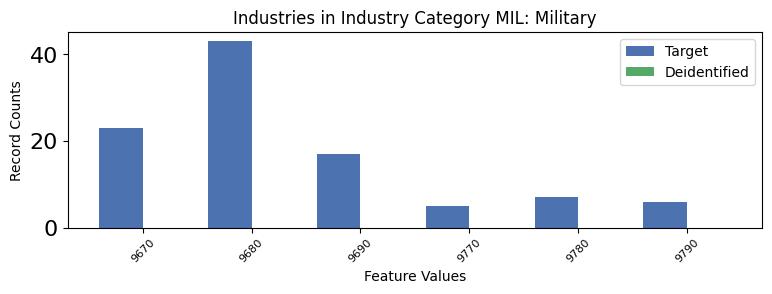 Industries in Industry Category MIL: Military
Target
Deidentified
Record Counts
40
20
0
9670
9680
9690
9770
9780
9790
Feature Values